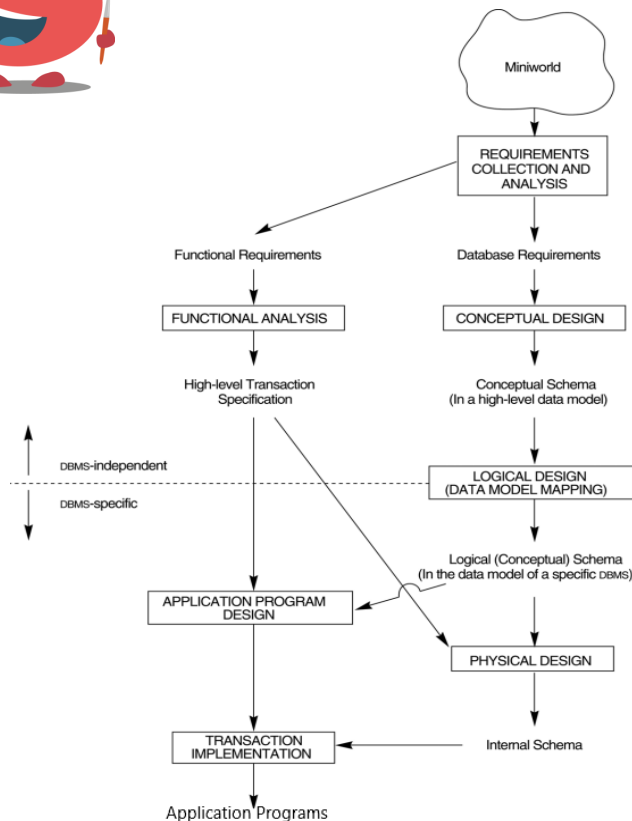 Miniworld
REQUIREMENTS
COLLECTION AND
ANALYSIS
Functional Requirements
Database Requirements
FUNCTIONAL ANALYSIS
CONCEPTUAL DESIGN
High-level Transaction
Specification
Conceptual Schema
(In a high-level data model)
DBMS-independent
LOGICAL DESIGN
(DATA MODEL MAPPING)
DBMS-specific
Logical (Conceptual) Schema
(In the data model of a specific DBMS)
APPLICATION PROGRAM
DESIGN
PHYSICAL DESIGN
TRANSACTION
IMPLEMENTATION
Internal Schema
Application Programs